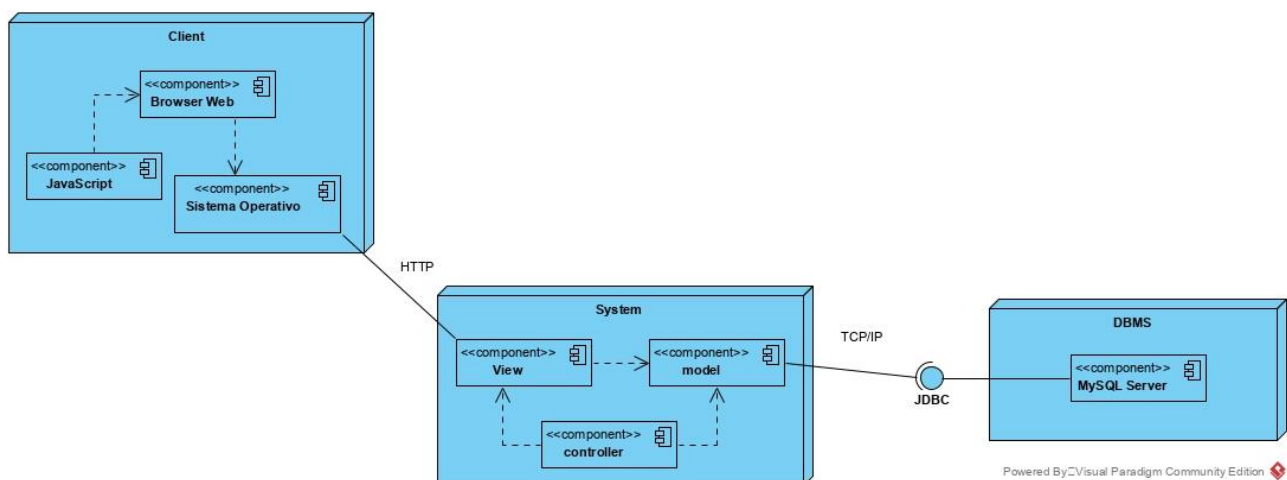 Client
<<component>>
Browser Web
<<component>>
JavaScript
<<component>>
Sistema Operativo
HTTP
System
<<component>>
View
<<component>>
model
<<component>>
controller
TCP/IP
JDBC
DBMS
<<component>>
MySQL Server
Powered By Visual Paradigm Community Edition